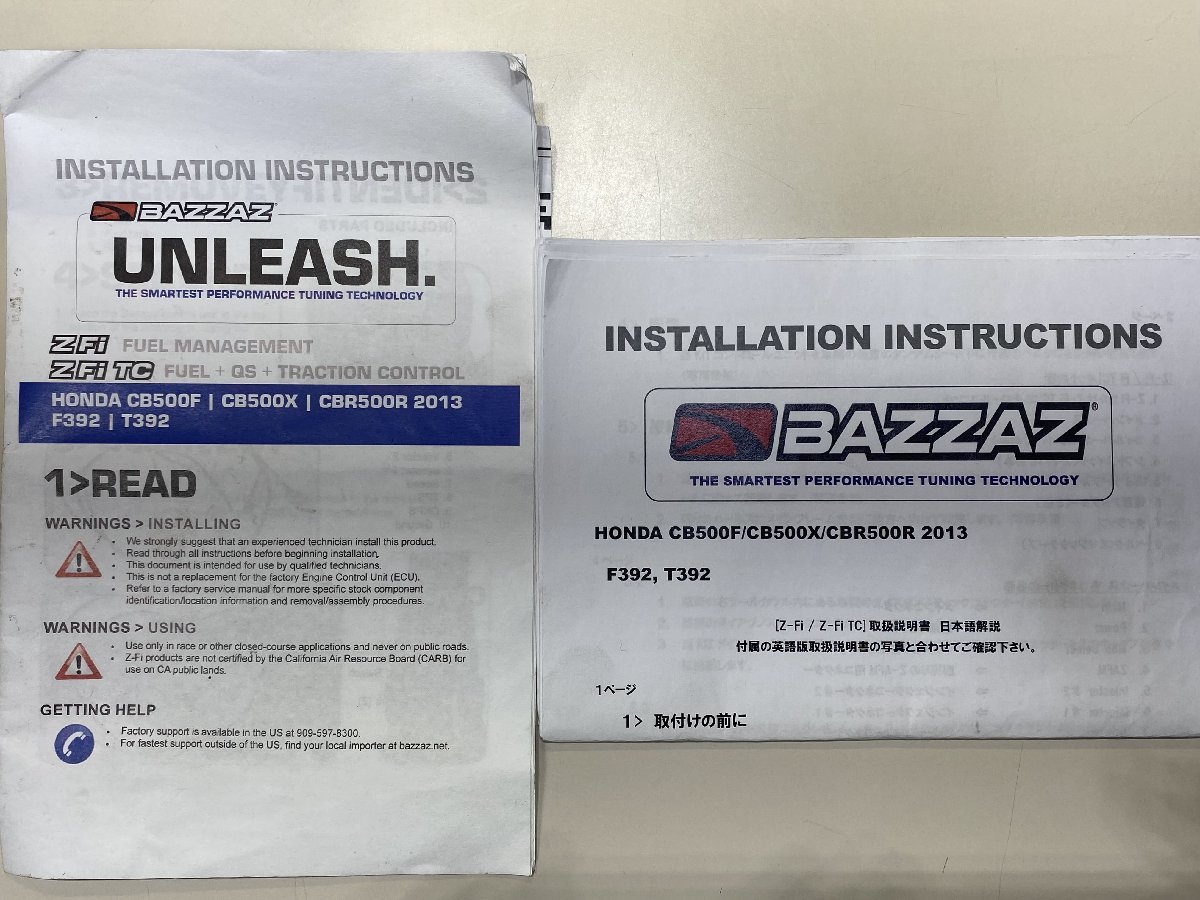 INSTALLATION INSTRUCTIONS
BAZZAZ
UNLEASH.
THE SMARTEST PERFORMANCE TUNING TECHNOLOGY
Z-Fi FUEL MANAGEMENT
Z-Fi TC FUEL + QS + TRACTION CONTROL
HONDA CB500F | CB500X | CBR500R 2013
F392 | T392
1>READ
WARNINGS > INSTALLING
• We strongly suggest that an experienced technician install this product.
• Read through all instructions before beginning installation.
• This document is intended for use by qualified technicians.
• This is not a replacement for the factory Engine Control Unit (ECU).
• Refer to a factory service manual for more specific stock component
identification/location information and removal/assembly procedures.
WARNINGS > USING
• Use only in race or other closed-course applications and never on public roads.
• Z-Fi products are not certified by the California Air Resource Board (CARB) for
use on CA public lands.
GETTING HELP
• Factory support is available in the US at 909-597-8300.
• For fastest support outside of the US, find your local importer at bazzaz.net.
INSTALLATION INSTRUCTIONS
BAZZAZ®
THE SMARTEST PERFORMANCE TUNING TECHNOLOGY
HONDA CB500F/CB500X/CBR500R 2013
F392, T392
[Z-Fi / Z-Fi TC]取扱説明書 日本語解説
付属の英語版取扱説明書の写真と合わせてご確認下さい。
1ページ
1> 取付けの前に